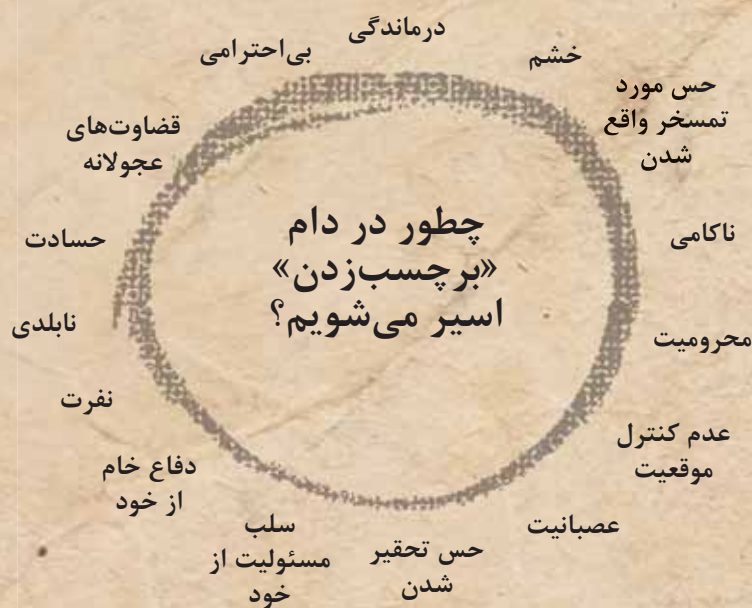 چطور در دام
«برچسب‌زدن»
اسیر می‌شویم؟
درماندگی
خشم
حس مورد
تمسخر واقع
شدن
ناکامی
محرومیت
عدم کنترل
موقعیت
عصبانیت
حس تحقیر
شدن
سلب
مسئولیت از
خود
دفاع خام
از خود
نفرت
نابلدی
حسادت
قضاوت‌های
عجولانه
بی‌احترامی